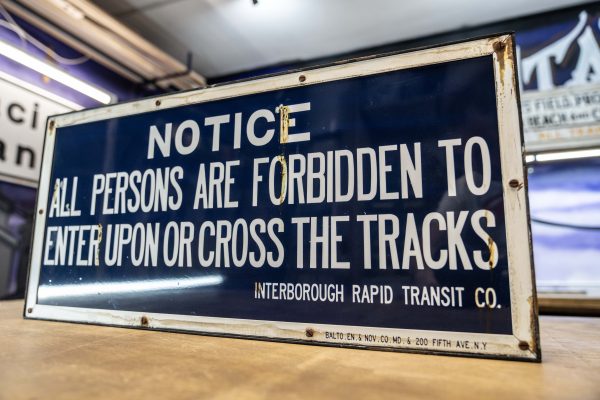 NOTICE
ALL PERSONS ARE FORBIDDEN TO
ENTER UPON OR CROSS THE TRACKS
INTERBOROUGH RAPID TRANSIT CO.
BALTO. EN. & NOV. CO. MD. & 200 FIFTH AVE. N.Y